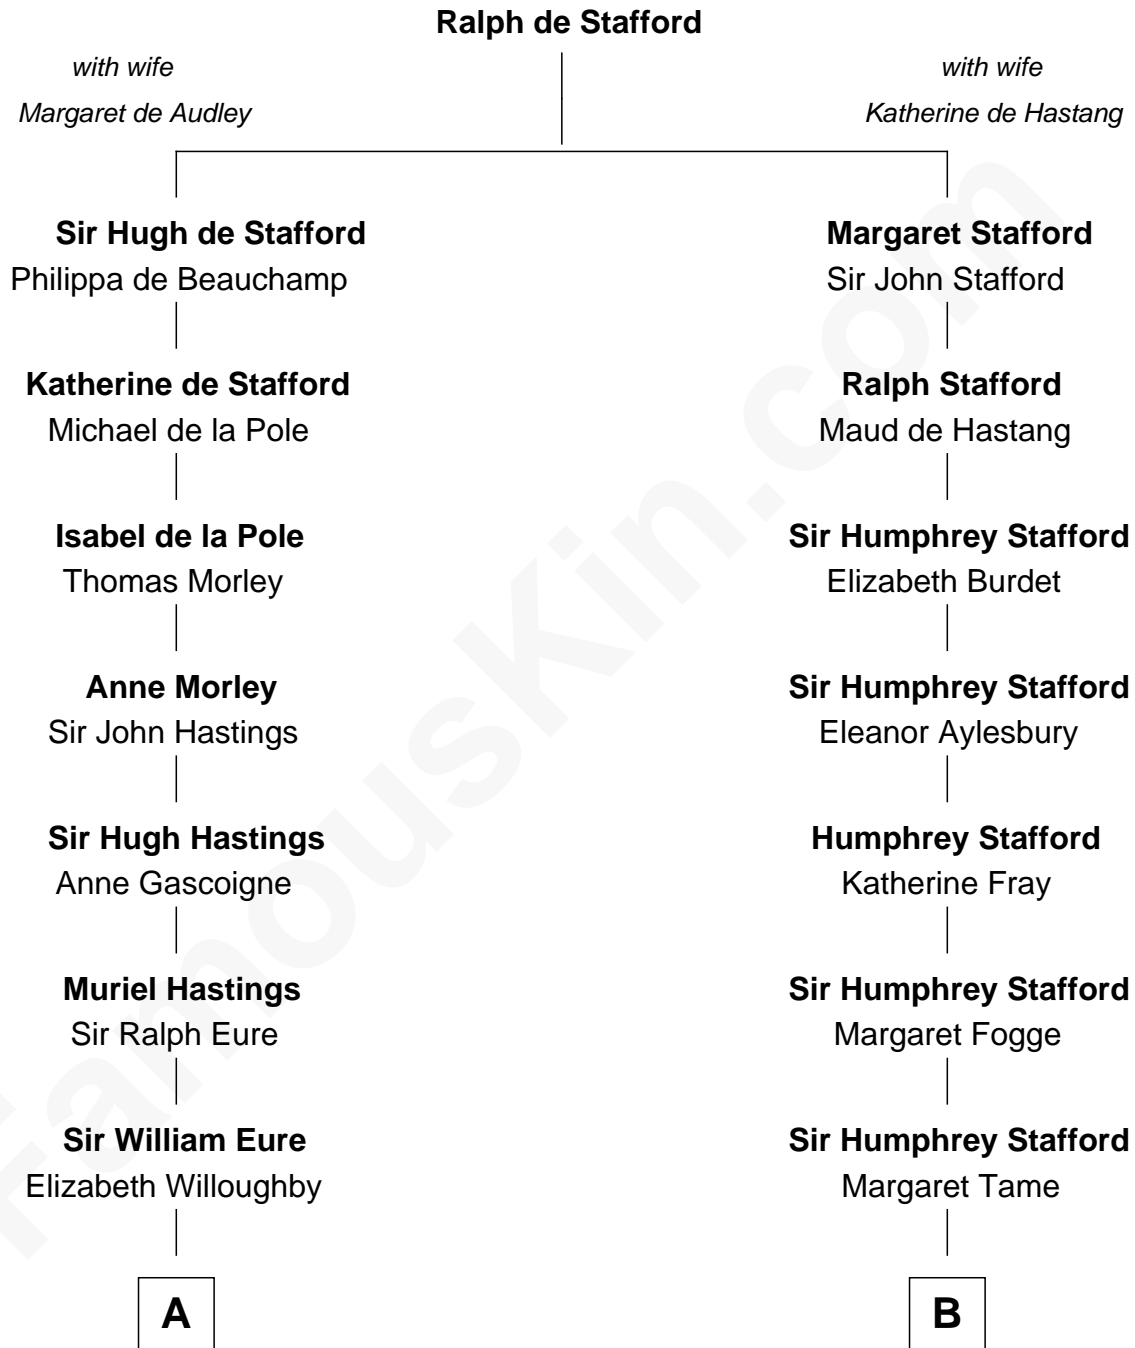 Ralph de Stafford
with wife
Margaret de Audley
with wife
Katherine de Hastang
Sir Hugh de Stafford
Philippa de Beauchamp
Margaret Stafford
Sir John Stafford
Katherine de Stafford
Michael de la Pole
Ralph Stafford
Maud de Hastang
Isabel de la Pole
Thomas Morley
Sir Humphrey Stafford
Elizabeth Burdet
Anne Morley
Sir John Hastings
Sir Humphrey Stafford
Eleanor Aylesbury
Sir Hugh Hastings
Anne Gascoigne
Humphrey Stafford
Katherine Fray
Muriel Hastings
Sir Ralph Eure
Sir Humphrey Stafford
Margaret Fogge
Sir William Eure
Elizabeth Willoughby
Sir Humphrey Stafford
Margaret Tame
A
B
FamousKin.com